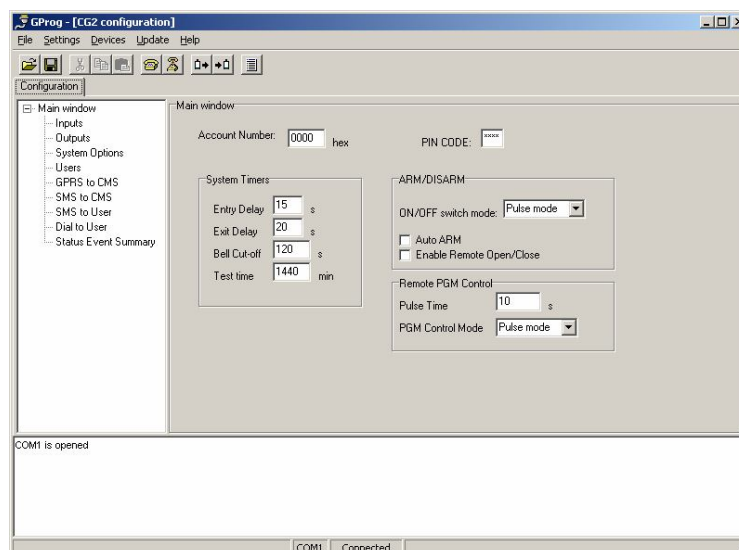 GProg - [CG2 configuration]
File Settings Devices Update Help
Configuration
Main window
Inputs
Outputs
System Options
Users
GPRS to CMS
SMS to CMS
SMS to User
Dial to User
Status Event Summary
Main window
Account Number: 0000 hex
PIN CODE: ****
System Timers
Entry Delay 15 s
Exit Delay 20 s
Bell Cut-off 120 s
Test time 1440 min
ARM/DISARM
ON/OFF switch mode: Pulse mode
Auto ARM
Enable Remote Open/Close
Remote PGM Control
Pulse Time 10 s
PGM Control Mode Pulse mode
COM1 is opened
COM1 Connected